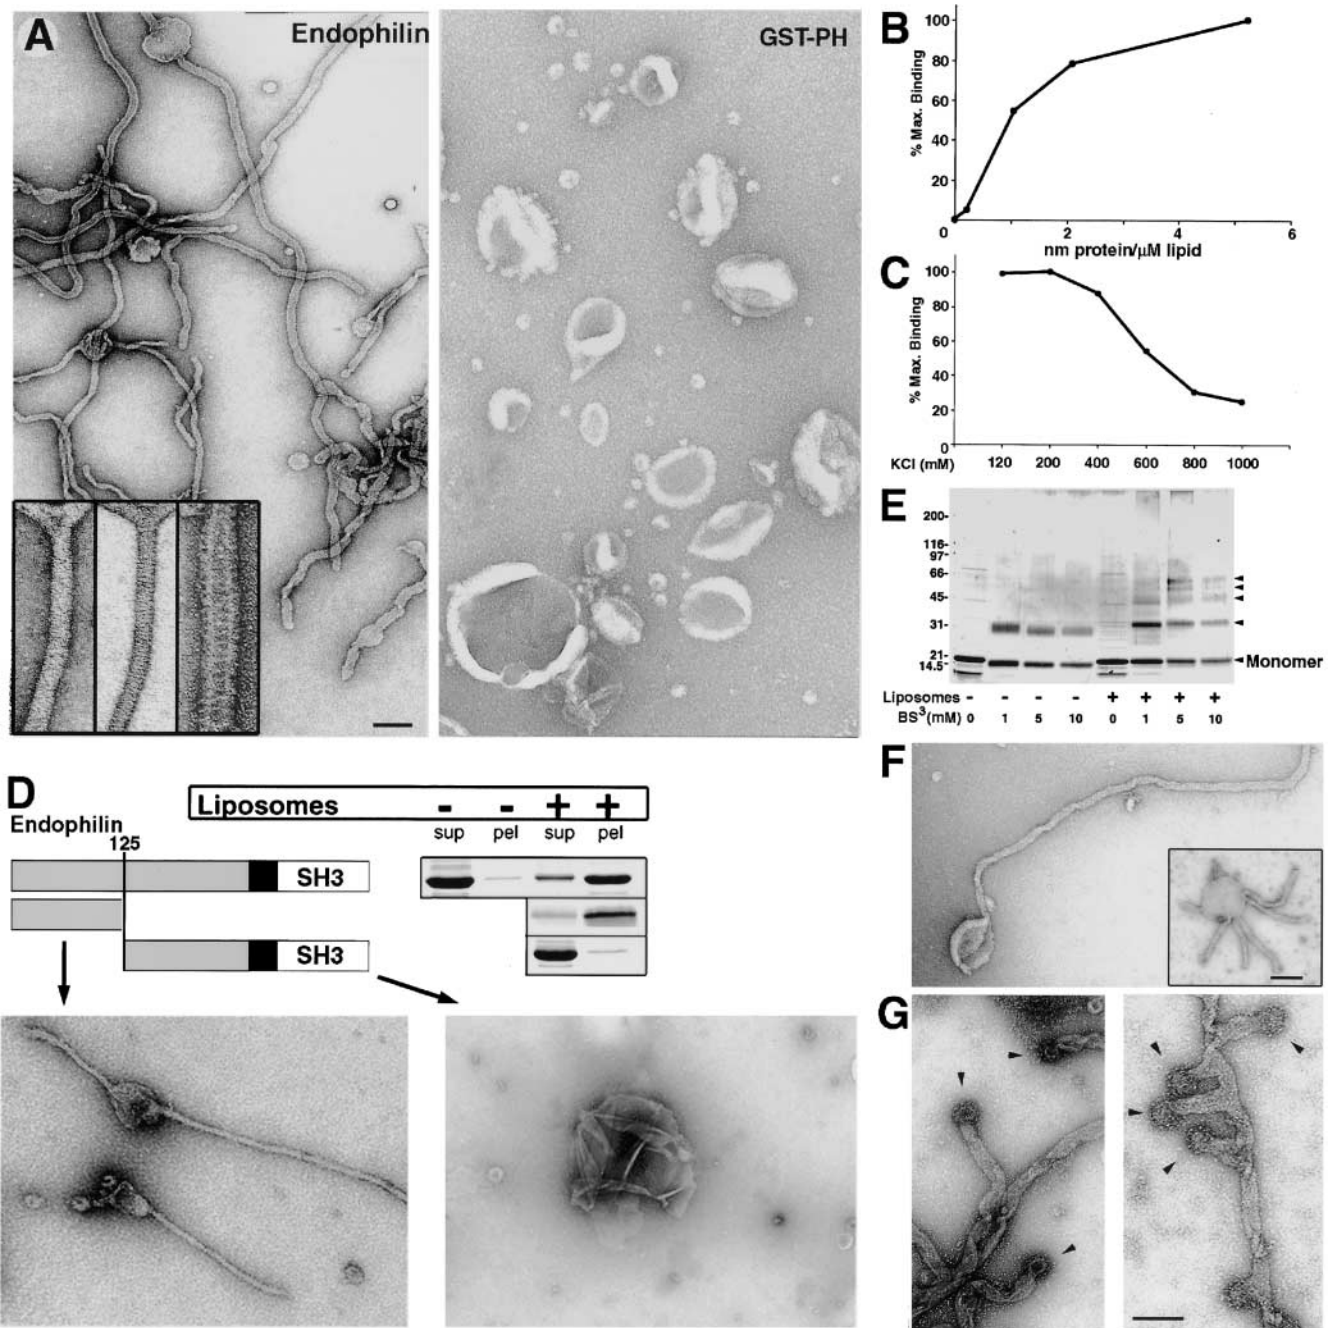 A
Endophilin
GST-PH
B
% Max. Binding
100
80
60
40
20
0
2
4
6
nm protein/μM lipid
C
% Max. Binding
100
80
60
40
20
0
KCl (mM)
120 200 400 600 800 1000
E
200-
116-
97-
66-
45-
31-
21-
14.5-
Monomer
Liposomes - - - - + + + +
BS3(mM) 0 1 5 10 0 1 5 10
D
Liposomes - - + +
sup pel sup pel
Endophilin
125
SH3
SH3
F
G